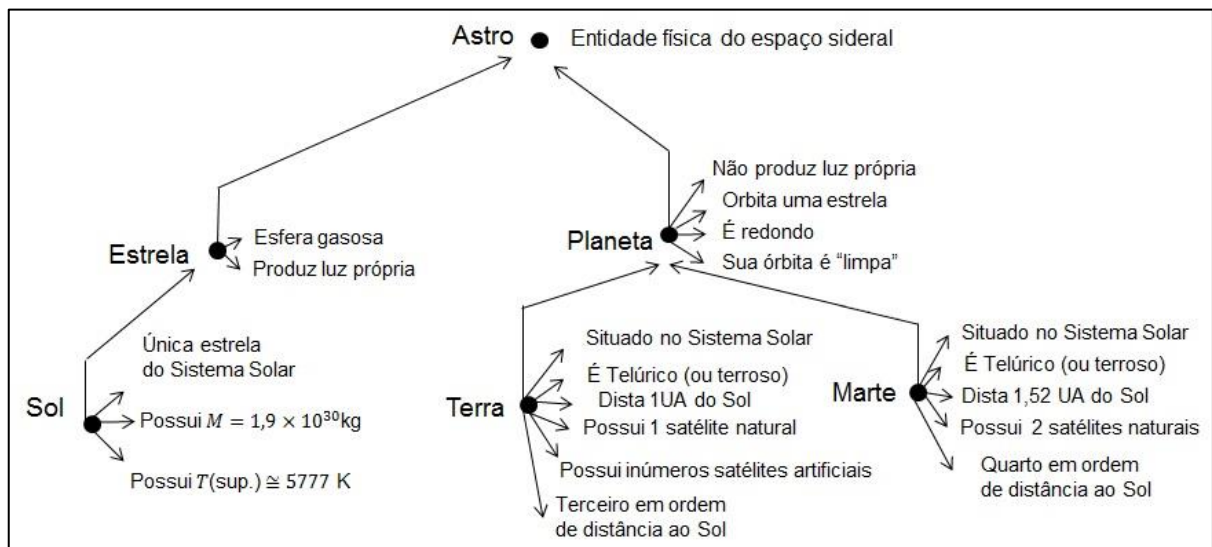 Astro
Entidade física do espaço sideral
Estrela
Esfera gasosa
Produz luz própria
Planeta
Não produz luz própria
Orbita uma estrela
É redondo
Sua órbita é “limpa”
Sol
Única estrela
do Sistema Solar
Possui M = 1,9 × 10³⁰kg
Possui T(sup.) ≅ 5777 K
Terra
Situado no Sistema Solar
É Telúrico (ou terroso)
Dista 1UA do Sol
Possui 1 satélite natural
Possui inúmeros satélites artificiais
Terceiro em ordem
de distância ao Sol
Marte
Situado no Sistema Solar
É Telúrico (ou terroso)
Dista 1,52 UA do Sol
Possui 2 satélites naturais
Quarto em ordem
de distância ao Sol